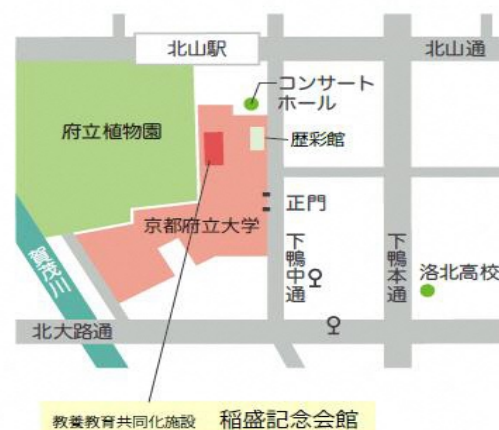 北山駅
北山通
コンサート
ホール
府立植物園
歴彩館
正門
京都府立大学
下鴨中通
下鴨本通
賀茂川
洛北高校
北大路通
教養教育共同化施設 稲盛記念会館